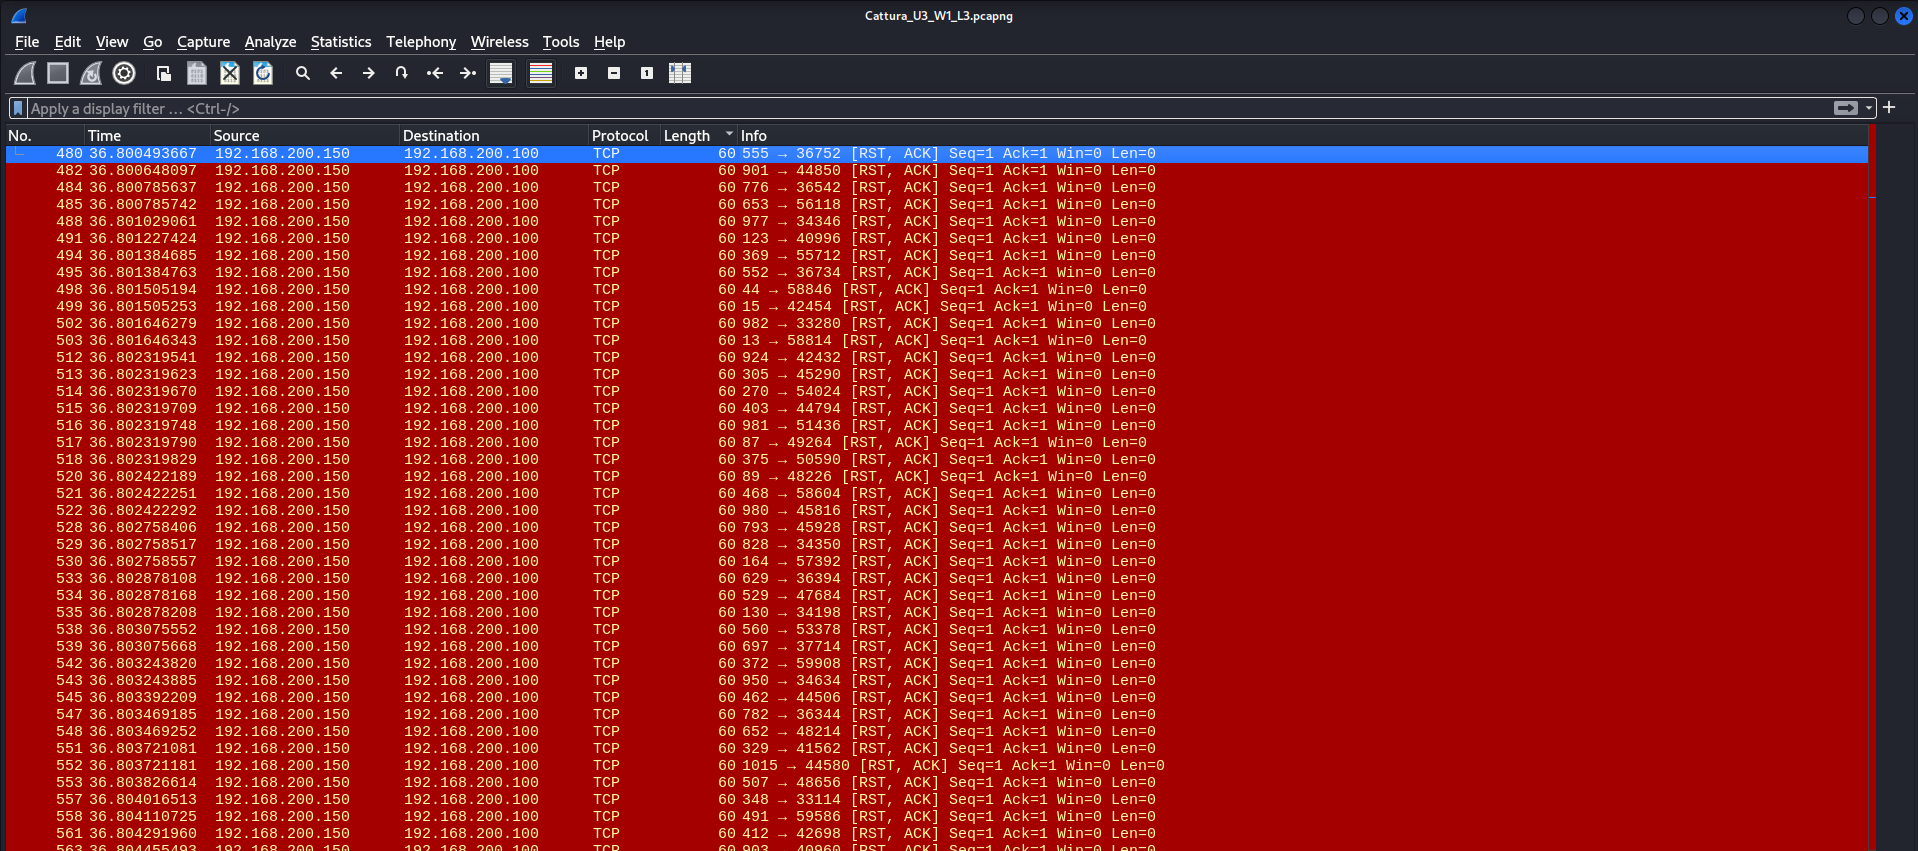 Cattura_U3_W1_L3.pcapng
File Edit View Go Capture Analyze Statistics Telephony Wireless Tools Help
Apply a display filter … <Ctrl-/>
No. Time Source Destination Protocol Length Info
480 36.800493667 192.168.200.150 192.168.200.100 TCP 60 555 → 36752 [RST, ACK] Seq=1 Ack=1 Win=0 Len=0
482 36.800648097 192.168.200.150 192.168.200.100 TCP 60 901 → 44850 [RST, ACK] Seq=1 Ack=1 Win=0 Len=0
484 36.800785637 192.168.200.150 192.168.200.100 TCP 60 776 → 36542 [RST, ACK] Seq=1 Ack=1 Win=0 Len=0
485 36.800785742 192.168.200.150 192.168.200.100 TCP 60 653 → 56118 [RST, ACK] Seq=1 Ack=1 Win=0 Len=0
488 36.801029061 192.168.200.150 192.168.200.100 TCP 60 977 → 34346 [RST, ACK] Seq=1 Ack=1 Win=0 Len=0
491 36.801227424 192.168.200.150 192.168.200.100 TCP 60 123 → 40996 [RST, ACK] Seq=1 Ack=1 Win=0 Len=0
494 36.801384685 192.168.200.150 192.168.200.100 TCP 60 369 → 55712 [RST, ACK] Seq=1 Ack=1 Win=0 Len=0
495 36.801384763 192.168.200.150 192.168.200.100 TCP 60 552 → 36734 [RST, ACK] Seq=1 Ack=1 Win=0 Len=0
498 36.801505194 192.168.200.150 192.168.200.100 TCP 60 44 → 58846 [RST, ACK] Seq=1 Ack=1 Win=0 Len=0
499 36.801505253 192.168.200.150 192.168.200.100 TCP 60 15 → 42454 [RST, ACK] Seq=1 Ack=1 Win=0 Len=0
502 36.801646279 192.168.200.150 192.168.200.100 TCP 60 982 → 33280 [RST, ACK] Seq=1 Ack=1 Win=0 Len=0
503 36.801646343 192.168.200.150 192.168.200.100 TCP 60 13 → 58814 [RST, ACK] Seq=1 Ack=1 Win=0 Len=0
512 36.802319541 192.168.200.150 192.168.200.100 TCP 60 924 → 42432 [RST, ACK] Seq=1 Ack=1 Win=0 Len=0
513 36.802319623 192.168.200.150 192.168.200.100 TCP 60 305 → 45290 [RST, ACK] Seq=1 Ack=1 Win=0 Len=0
514 36.802319670 192.168.200.150 192.168.200.100 TCP 60 270 → 54024 [RST, ACK] Seq=1 Ack=1 Win=0 Len=0
515 36.802319709 192.168.200.150 192.168.200.100 TCP 60 403 → 44794 [RST, ACK] Seq=1 Ack=1 Win=0 Len=0
516 36.802319748 192.168.200.150 192.168.200.100 TCP 60 981 → 51436 [RST, ACK] Seq=1 Ack=1 Win=0 Len=0
517 36.802319790 192.168.200.150 192.168.200.100 TCP 60 87 → 49264 [RST, ACK] Seq=1 Ack=1 Win=0 Len=0
518 36.802319829 192.168.200.150 192.168.200.100 TCP 60 375 → 50590 [RST, ACK] Seq=1 Ack=1 Win=0 Len=0
520 36.802422189 192.168.200.150 192.168.200.100 TCP 60 89 → 48226 [RST, ACK] Seq=1 Ack=1 Win=0 Len=0
521 36.802422251 192.168.200.150 192.168.200.100 TCP 60 468 → 58604 [RST, ACK] Seq=1 Ack=1 Win=0 Len=0
522 36.802422292 192.168.200.150 192.168.200.100 TCP 60 980 → 45816 [RST, ACK] Seq=1 Ack=1 Win=0 Len=0
528 36.802758406 192.168.200.150 192.168.200.100 TCP 60 793 → 45928 [RST, ACK] Seq=1 Ack=1 Win=0 Len=0
529 36.802758517 192.168.200.150 192.168.200.100 TCP 60 828 → 34350 [RST, ACK] Seq=1 Ack=1 Win=0 Len=0
530 36.802758557 192.168.200.150 192.168.200.100 TCP 60 164 → 57392 [RST, ACK] Seq=1 Ack=1 Win=0 Len=0
533 36.802878108 192.168.200.150 192.168.200.100 TCP 60 629 → 36394 [RST, ACK] Seq=1 Ack=1 Win=0 Len=0
534 36.802878168 192.168.200.150 192.168.200.100 TCP 60 529 → 47684 [RST, ACK] Seq=1 Ack=1 Win=0 Len=0
535 36.802878208 192.168.200.150 192.168.200.100 TCP 60 130 → 34198 [RST, ACK] Seq=1 Ack=1 Win=0 Len=0
538 36.803075552 192.168.200.150 192.168.200.100 TCP 60 560 → 53378 [RST, ACK] Seq=1 Ack=1 Win=0 Len=0
539 36.803075668 192.168.200.150 192.168.200.100 TCP 60 697 → 37714 [RST, ACK] Seq=1 Ack=1 Win=0 Len=0
542 36.803243820 192.168.200.150 192.168.200.100 TCP 60 372 → 59908 [RST, ACK] Seq=1 Ack=1 Win=0 Len=0
543 36.803243885 192.168.200.150 192.168.200.100 TCP 60 950 → 34634 [RST, ACK] Seq=1 Ack=1 Win=0 Len=0
545 36.803392209 192.168.200.150 192.168.200.100 TCP 60 462 → 44506 [RST, ACK] Seq=1 Ack=1 Win=0 Len=0
547 36.803469185 192.168.200.150 192.168.200.100 TCP 60 782 → 36344 [RST, ACK] Seq=1 Ack=1 Win=0 Len=0
548 36.803469252 192.168.200.150 192.168.200.100 TCP 60 652 → 48214 [RST, ACK] Seq=1 Ack=1 Win=0 Len=0
551 36.803721081 192.168.200.150 192.168.200.100 TCP 60 329 → 41562 [RST, ACK] Seq=1 Ack=1 Win=0 Len=0
552 36.803721181 192.168.200.150 192.168.200.100 TCP 60 1015 → 44580 [RST, ACK] Seq=1 Ack=1 Win=0 Len=0
553 36.803826614 192.168.200.150 192.168.200.100 TCP 60 507 → 48656 [RST, ACK] Seq=1 Ack=1 Win=0 Len=0
557 36.804016513 192.168.200.150 192.168.200.100 TCP 60 348 → 33114 [RST, ACK] Seq=1 Ack=1 Win=0 Len=0
558 36.804110725 192.168.200.150 192.168.200.100 TCP 60 491 → 59586 [RST, ACK] Seq=1 Ack=1 Win=0 Len=0
561 36.804291960 192.168.200.150 192.168.200.100 TCP 60 412 → 42698 [RST, ACK] Seq=1 Ack=1 Win=0 Len=0
563 36.804455493 192.168.200.150 192.168.200.100 TCP 60 903 → 40960 [RST, ACK] Seq=1 Ack=1 Win=0 Len=0